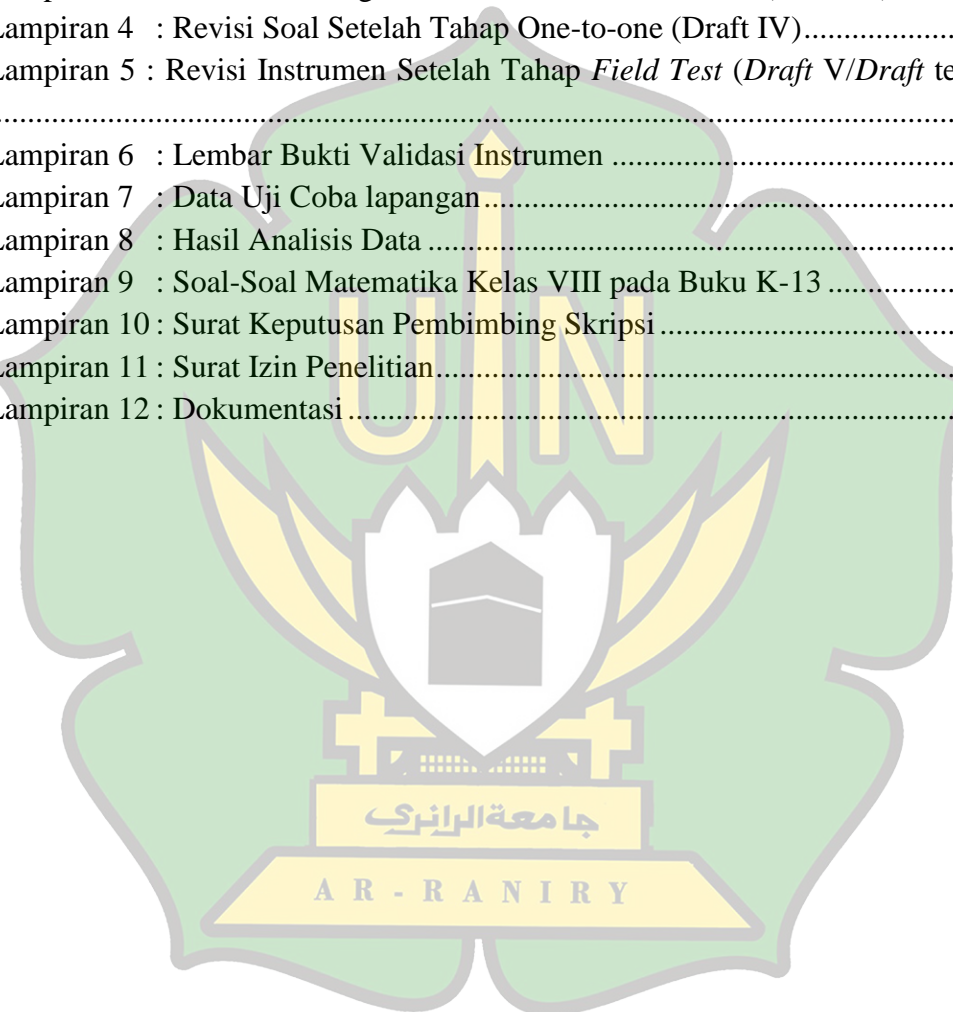 Lampiran 4 : Revisi Soal Setelah Tahap One-to-one (Draft IV).....................
Lampiran 5 : Revisi Instrumen Setelah Tahap Field Test (Draft V/Draft
........................................................................................................................
Lampiran 6 : Lembar Bukti Validasi Instrumen ...........................................
Lampiran 7 : Data Uji Coba lapangan...........................................................
Lampiran 8 : Hasil Analisis Data ..................................................................
Lampiran 9 : Soal-Soal Matematika Kelas VIII pada Buku K-13 .................
Lampiran 10 : Surat Keputusan Pembimbing Skripsi .....................................
Lampiran 11 : Surat Izin Penelitian.................................................................
Lampiran 12 : Dokumentasi ............................................................................
UIN
جامعة الرانري
AR-RANIRY